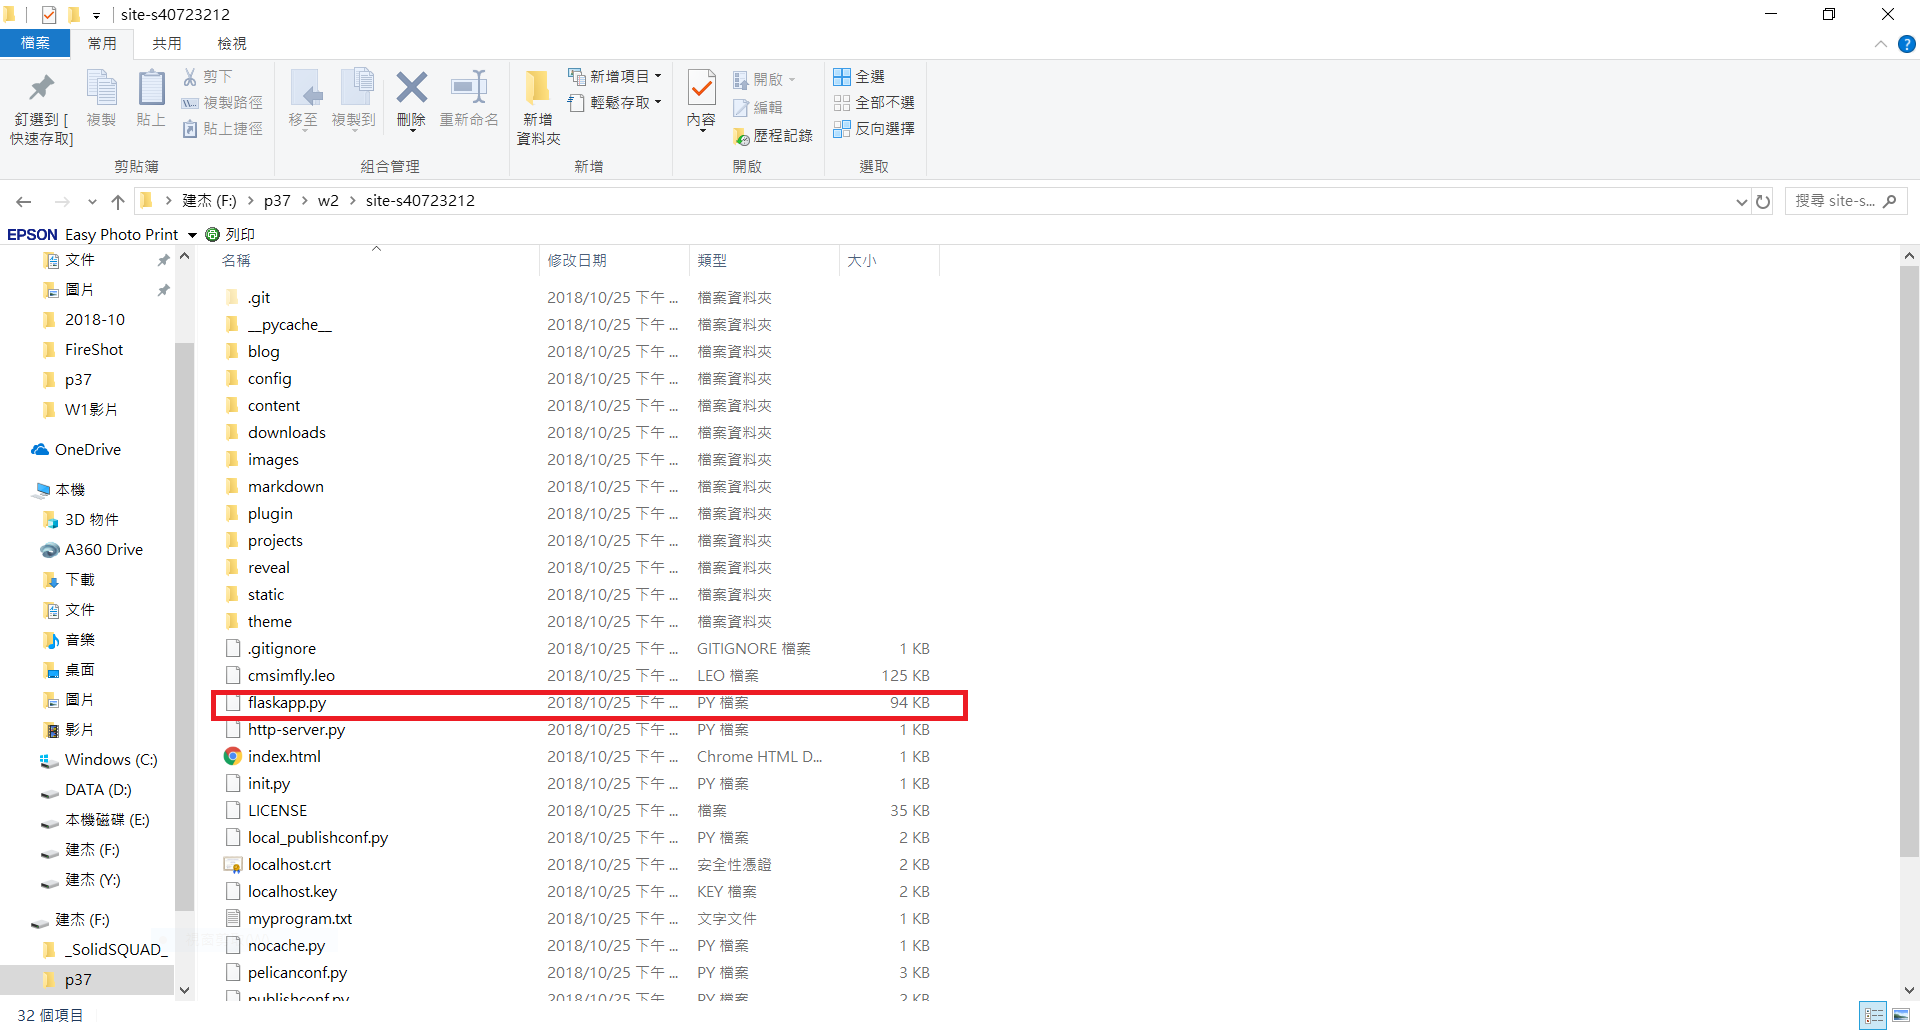 site-s40723212
檔案 常用 共用 檢視
釘選到 [快速存取]
複製
貼上
剪下
複製路徑
貼上捷徑
剪貼簿
移至
複製到
刪除
重新命名
組合管理
新增資料夾
新增項目
輕鬆存取
新增
內容
開啟
編輯
歷程記錄
開啟
全選
全部不選
反向選擇
選取
建杰 (F:) › p37 › w2 › site-s40723212
搜尋 site-s...
EPSON Easy Photo Print 列印
文件
圖片
2018-10
FireShot
p37
W1影片
OneDrive
本機
3D 物件
A360 Drive
下載
文件
音樂
桌面
圖片
影片
Windows (C:)
DATA (D:)
本機磁碟 (E:)
建杰 (F:)
建杰 (Y:)
建杰 (F:)
_SolidSQUAD_
p37
名稱 修改日期 類型 大小
.git 2018/10/25 下午 ... 檔案資料夾
__pycache__ 2018/10/25 下午 ... 檔案資料夾
blog 2018/10/25 下午 ... 檔案資料夾
config 2018/10/25 下午 ... 檔案資料夾
content 2018/10/25 下午 ... 檔案資料夾
downloads 2018/10/25 下午 ... 檔案資料夾
images 2018/10/25 下午 ... 檔案資料夾
markdown 2018/10/25 下午 ... 檔案資料夾
plugin 2018/10/25 下午 ... 檔案資料夾
projects 2018/10/25 下午 ... 檔案資料夾
reveal 2018/10/25 下午 ... 檔案資料夾
static 2018/10/25 下午 ... 檔案資料夾
theme 2018/10/25 下午 ... 檔案資料夾
.gitignore 2018/10/25 下午 ... GITIGNORE 檔案 1 KB
cmsimfly.leo 2018/10/25 下午 ... LEO 檔案 125 KB
flaskapp.py 2018/10/25 下午 ... PY 檔案 94 KB
http-server.py 2018/10/25 下午 ... PY 檔案 1 KB
index.html 2018/10/25 下午 ... Chrome HTML D... 1 KB
init.py 2018/10/25 下午 ... PY 檔案 1 KB
LICENSE 2018/10/25 下午 ... 檔案 35 KB
local_publishconf.py 2018/10/25 下午 ... PY 檔案 2 KB
localhost.crt 2018/10/25 下午 ... 安全性憑證 2 KB
localhost.key 2018/10/25 下午 ... KEY 檔案 2 KB
myprogram.txt 2018/10/25 下午 ... 文字文件 1 KB
nocache.py 2018/10/25 下午 ... PY 檔案 1 KB
pelicanconf.py 2018/10/25 下午 ... PY 檔案 3 KB
publishconf.py 2018/10/25 下午 ... PY 檔案 2 KB
32 個項目